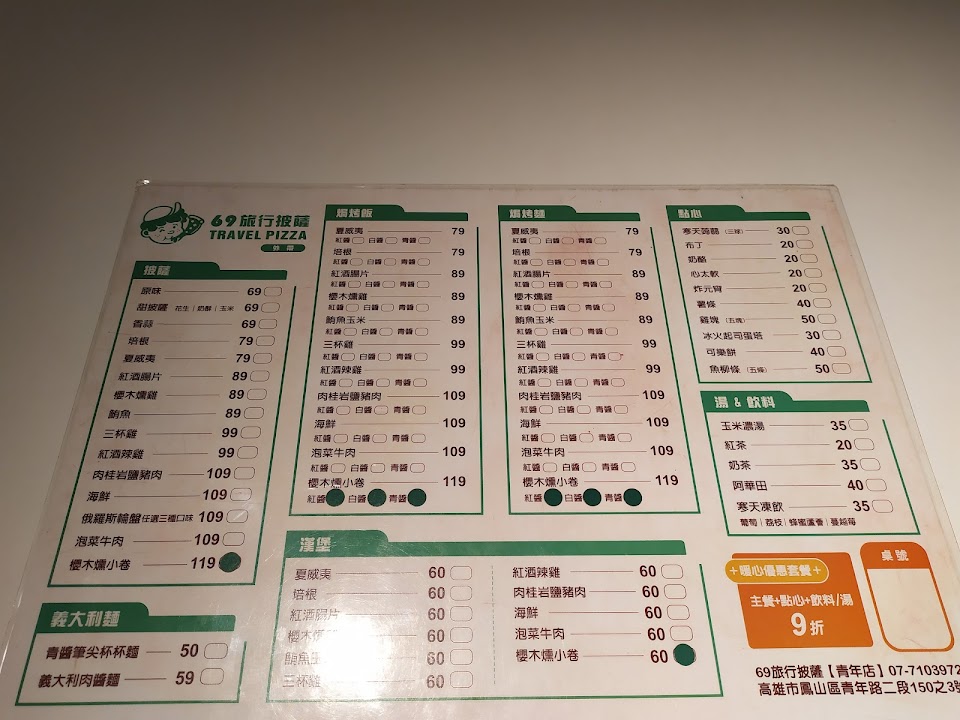 69旅行披薩
TRAVEL PIZZA
外帶
披薩
原味 69
甜披薩 花生|奶酥|玉米 69
香蒜 69
培根 79
夏威夷 79
紅酒腸片 89
櫻木燻雞 89
鮪魚 89
三杯雞 99
紅酒辣雞 99
肉桂岩鹽豬肉 109
海鮮 109
俄羅斯輪盤 任選三種口味 109
泡菜牛肉 109
櫻木燻小卷 119
義大利麵
青醬筆尖杯杯麵 50
義大利肉醬麵 59
焗烤飯
夏威夷 79
紅醬 白醬 青醬
培根 79
紅醬 白醬 青醬
紅酒腸片 89
紅醬 白醬 青醬
櫻木燻雞 89
紅醬 白醬 青醬
鮪魚玉米 89
紅醬 白醬 青醬
三杯雞 99
紅醬 白醬 青醬
紅酒辣雞 99
紅醬 白醬 青醬
肉桂岩鹽豬肉 109
紅醬 白醬 青醬
海鮮 109
紅醬 白醬 青醬
泡菜牛肉 109
紅醬 白醬 青醬
櫻木燻小卷 119
紅醬 白醬 青醬
焗烤麵
夏威夷 79
紅醬 白醬 青醬
培根 79
紅醬 白醬 青醬
紅酒腸片 89
紅醬 白醬 青醬
櫻木燻雞 89
紅醬 白醬 青醬
鮪魚玉米 89
紅醬 白醬 青醬
三杯雞 99
紅醬 白醬 青醬
紅酒辣雞 99
紅醬 白醬 青醬
肉桂岩鹽豬肉 109
紅醬 白醬 青醬
海鮮 109
紅醬 白醬 青醬
泡菜牛肉 109
紅醬 白醬 青醬
櫻木燻小卷 119
紅醬 白醬 青醬
漢堡
夏威夷 60
培根 60
紅酒腸片 60
櫻木燻 60
鮪魚 60
三杯雞 60
紅酒辣雞 60
肉桂岩鹽豬肉 60
海鮮 60
泡菜牛肉 60
櫻木燻小卷 60
點心
寒天蒟蒻 (三球) 30
布丁 20
奶酪 20
心太軟 20
炸元宵 20
薯條 40
雞塊 (五塊) 50
冰火起司蛋塔 30
可樂餅 40
魚柳條 (五條) 50
湯 & 飲料
玉米濃湯 35
紅茶 20
奶茶 35
阿華田 40
寒天凍飲 35
葡萄|荔枝|蜂蜜蘆薈|蔓越莓
+暖心優惠套餐+
主餐+點心+飲料/湯
9折
桌號
69旅行披薩【青年店】07-7103972
高雄市鳳山區青年路二段150之3號